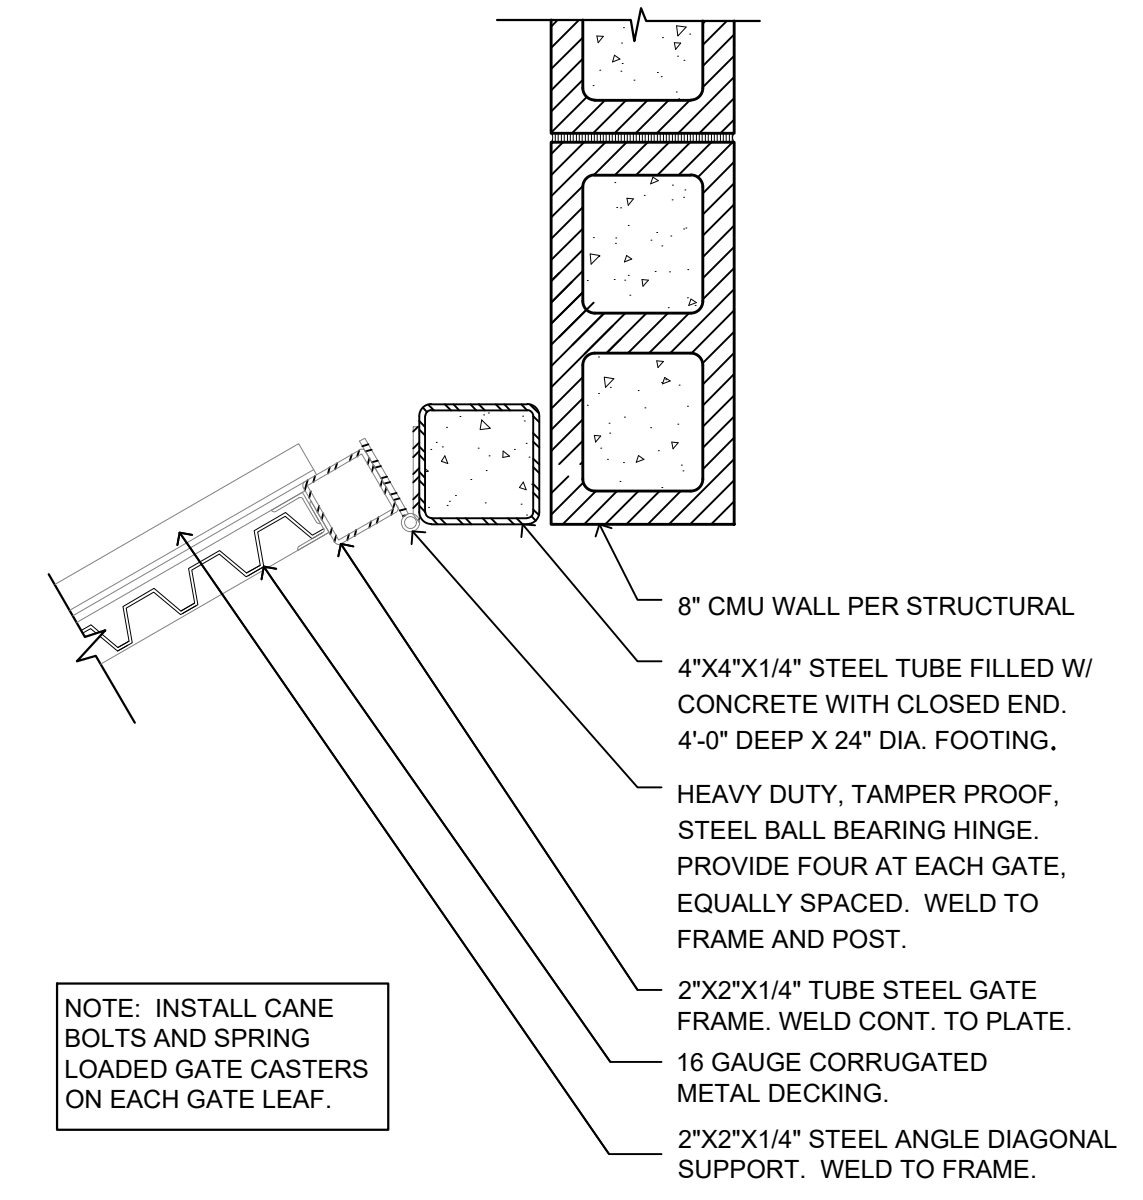 8" CMU WALL PER STRUCTURAL
4"X4"X1/4" STEEL TUBE FILLED W/
CONCRETE WITH CLOSED END.
4'-0" DEEP X 24" DIA. FOOTING.
HEAVY DUTY, TAMPER PROOF,
STEEL BALL BEARING HINGE.
PROVIDE FOUR AT EACH GATE,
EQUALLY SPACED. WELD TO
FRAME AND POST.
2"X2"X1/4" TUBE STEEL GATE
FRAME. WELD CONT. TO PLATE.
16 GAUGE CORRUGATED
METAL DECKING.
2"X2"X1/4" STEEL ANGLE DIAGONAL
SUPPORT. WELD TO FRAME.
NOTE: INSTALL CANE
BOLTS AND SPRING
LOADED GATE CASTERS
ON EACH GATE LEAF.